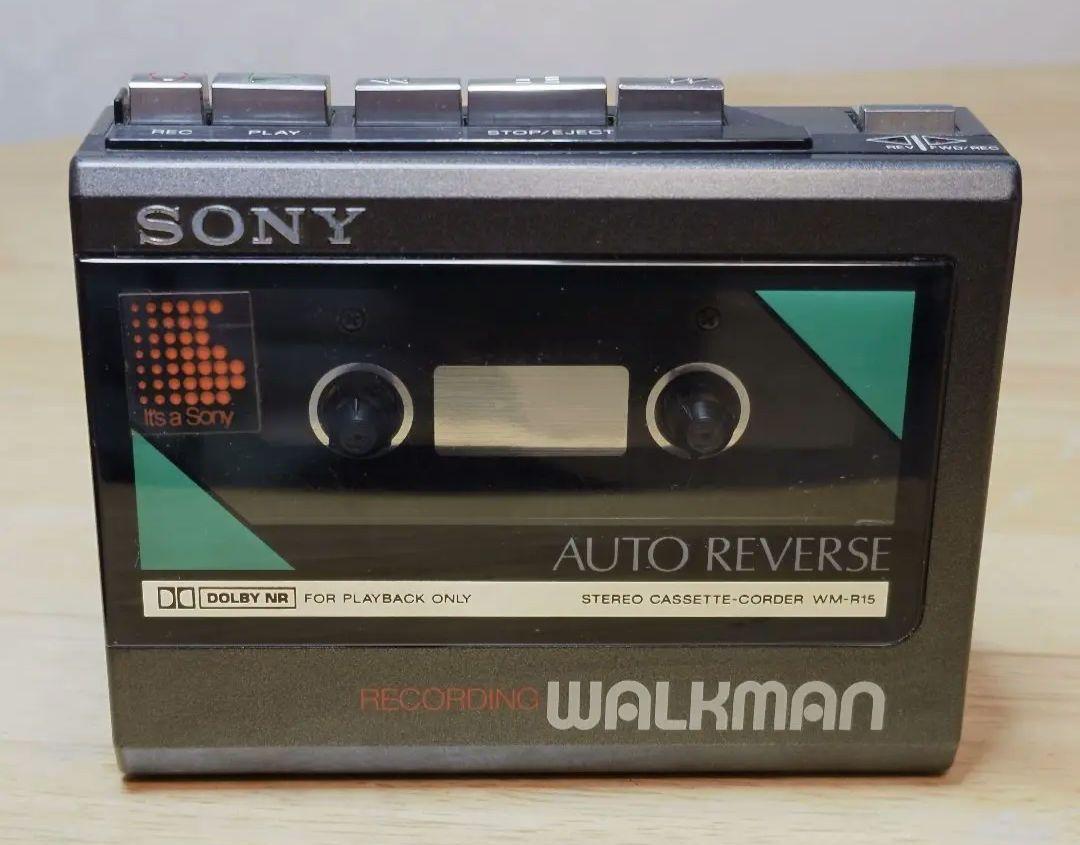 REC PLAY STOP/EJECT
REV FWD/REC
SONY
It's a Sony
AUTO REVERSE
DOLBY NR FOR PLAYBACK ONLY STEREO CASSETTE-CORDER WM-R15
RECORDING WALKMAN